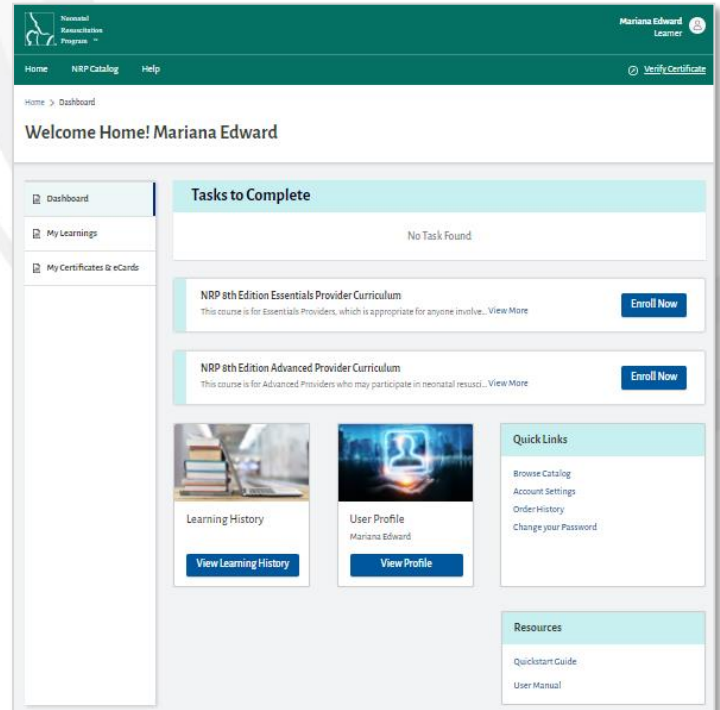 Neonatal
Resuscitation
Program ™
Mariana Edward
Learner
Home NRP Catalog Help
Verify Certificate
Home > Dashboard
Welcome Home! Mariana Edward
Dashboard
My Learnings
My Certificates & eCards
Tasks to Complete
No Task Found
NRP 8th Edition Essentials Provider Curriculum
This course is for Essentials Providers, which is appropriate for anyone involve... View More
Enroll Now
NRP 8th Edition Advanced Provider Curriculum
This course is for Advanced Providers who may participate in neonatal resusci... View More
Enroll Now
Learning History
View Learning History
User Profile
Mariana Edward
View Profile
Quick Links
Browse Catalog
Account Settings
Order History
Change your Password
Resources
Quickstart Guide
User Manual